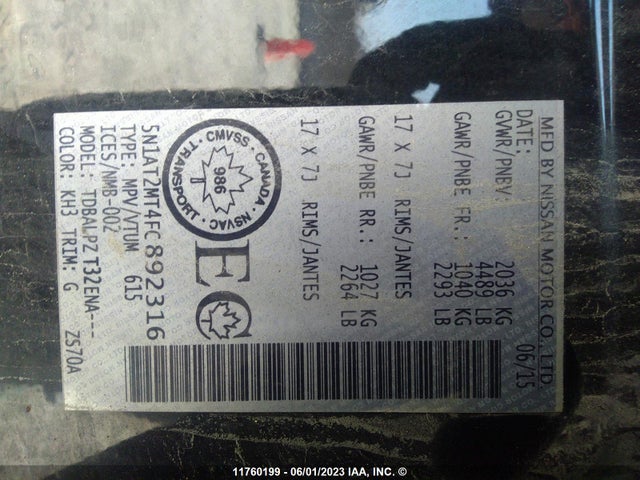 MFD BY NISSAN MOTOR CO., LTD.
DATE: 06/15
GVWR/PNBV: 2036 KG
4489 LB
GAWR/PNBE FR.: 1040 KG
2293 LB
17 X 7J RIMS/JANTES
GAWR/PNBE RR.: 1027 KG
2264 LB
17 X 7J RIMS/JANTES
CMVSS · CANADA · NSVAC · TRANSPORT ·
986
T
EC
5N1AT2MT4FC892316
TYPE: MPV/VTUM 615
ICES/NMB-002
MODEL: TDBALPZ T32ENA---
COLOR: KH3 TRIM: G ZS70A
11760199 - 06/01/2023 IAA, INC. ©